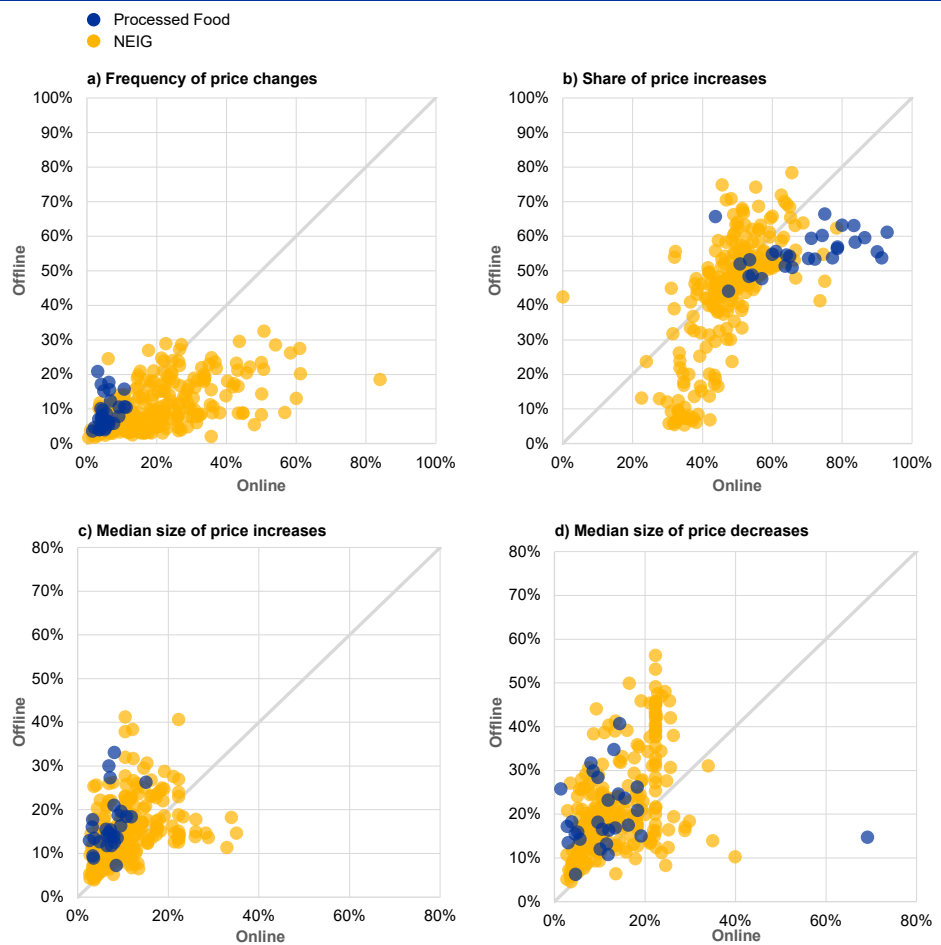 Processed Food
NEIG
a) Frequency of price changes
100%
90%
80%
70%
60%
50%
40%
30%
20%
10%
0%
Offline
0% 20% 40% 60% 80% 100%
Online
b) Share of price increases
100%
90%
80%
70%
60%
50%
40%
30%
20%
10%
0%
Offline
0% 20% 40% 60% 80% 100%
Online
c) Median size of price increases
80%
70%
60%
50%
40%
30%
20%
10%
0%
Offline
0% 20% 40% 60% 80%
Online
d) Median size of price decreases
80%
70%
60%
50%
40%
30%
20%
10%
0%
Offline
0% 20% 40% 60% 80%
Online